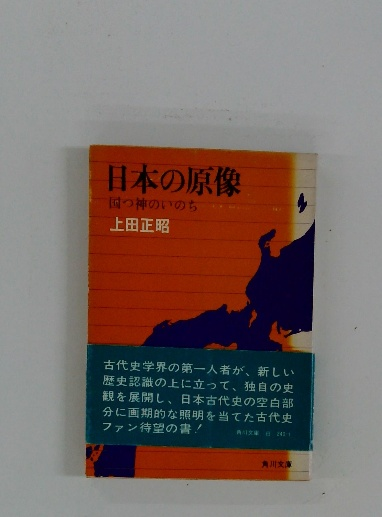 日本の原像
国つ神のいのち
上田正昭
古代史学界の第一人者が、新しい
歴史認識の上に立って、独自の史
観を展開し、日本古代史の空白部
分に画期的な照明を当てた古代史
ファン待望の書!
角川文庫
角川文庫